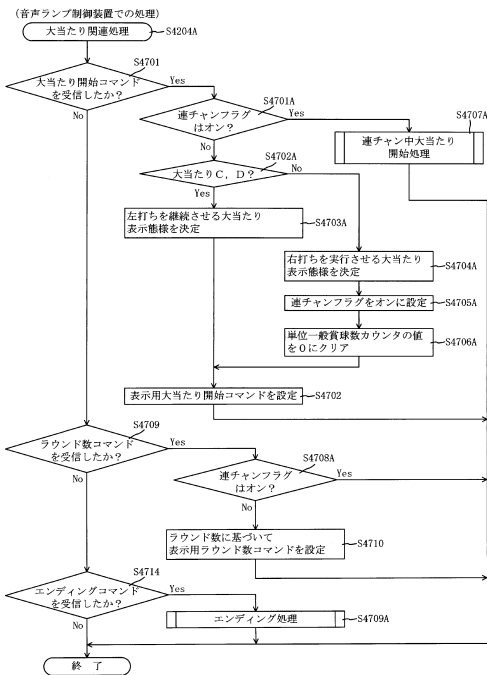 (音声ランプ制御装置での処理)
大当たり関連処理
S4204A
S4701
大当たり開始コマンド
を受信したか?
Yes
No
S4701A
連チャンフラグ
はオン?
Yes
No
S4707A
連チャン中大当たり
開始処理
S4702A
大当たりC,D?
No
Yes
左打ちを継続させる大当たり
表示態様を決定
S4703A
右打ちを実行させる大当たり
表示態様を決定
S4704A
連チャンフラグをオンに設定
S4705A
単位一般賞球数カウンタの値
を0にクリア
S4706A
表示用大当たり開始コマンドを設定
S4702
S4709
ラウンド数コマンド
を受信したか?
Yes
No
S4708A
連チャンフラグ
はオン?
Yes
No
ラウンド数に基づいて
表示用ラウンド数コマンドを設定
S4710
S4714
エンディングコマンド
を受信したか?
Yes
No
エンディング処理
S4709A
終 了